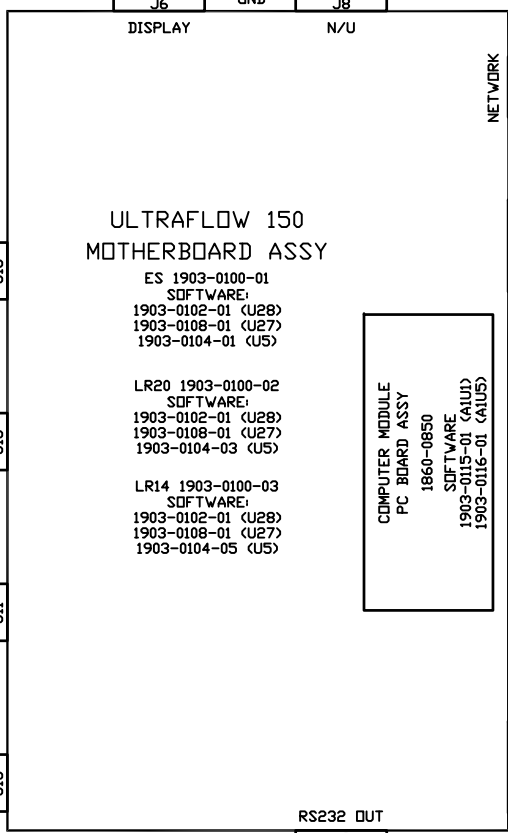 J6
GND
J8
DISPLAY
N/U
NETWORK
ULTRAFLOW 150
MOTHERBOARD ASSY
ES 1903-0100-01
SOFTWARE:
1903-0102-01 (U28)
1903-0108-01 (U27)
1903-0104-01 (U5)
LR20 1903-0100-02
SOFTWARE:
1903-0102-01 (U28)
1903-0108-01 (U27)
1903-0104-03 (U5)
LR14 1903-0100-03
SOFTWARE:
1903-0102-01 (U28)
1903-0108-01 (U27)
1903-0104-05 (U5)
COMPUTER MODULE
PC BOARD ASSY
1860-0850
SOFTWARE
1903-0115-01 (A1U1)
1903-0116-01 (A1U5)
RS232 OUT